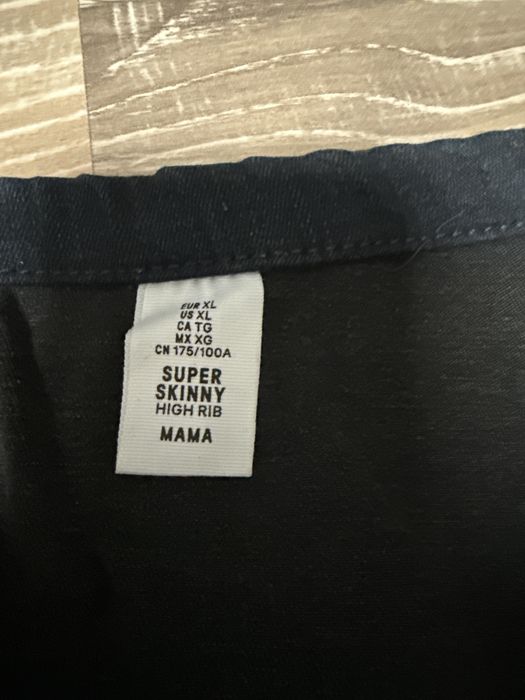 EUR XL
US XL
CA TG
MX XG
CN 175/100A
SUPER
SKINNY
HIGH RIB
MAMA